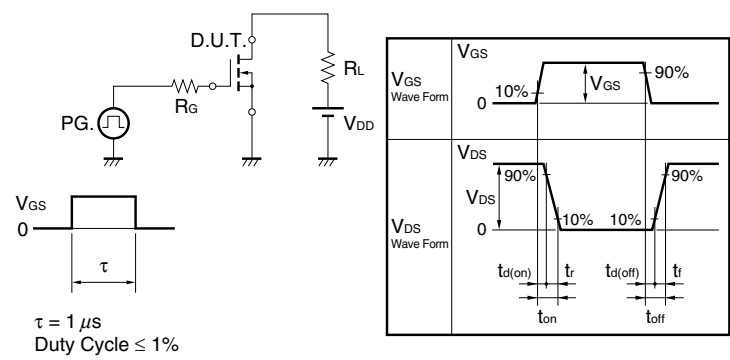 D.U.T.
RL
RG
PG.
VDD
VGS
0
τ
τ = 1 μs
Duty Cycle ≤ 1%
VGS
Wave Form
VGS
10%
0
VGS
90%
VDS
Wave Form
VDS
90%
VDS
0
10%
10%
90%
td(on)
tr
td(off)
tf
ton
toff